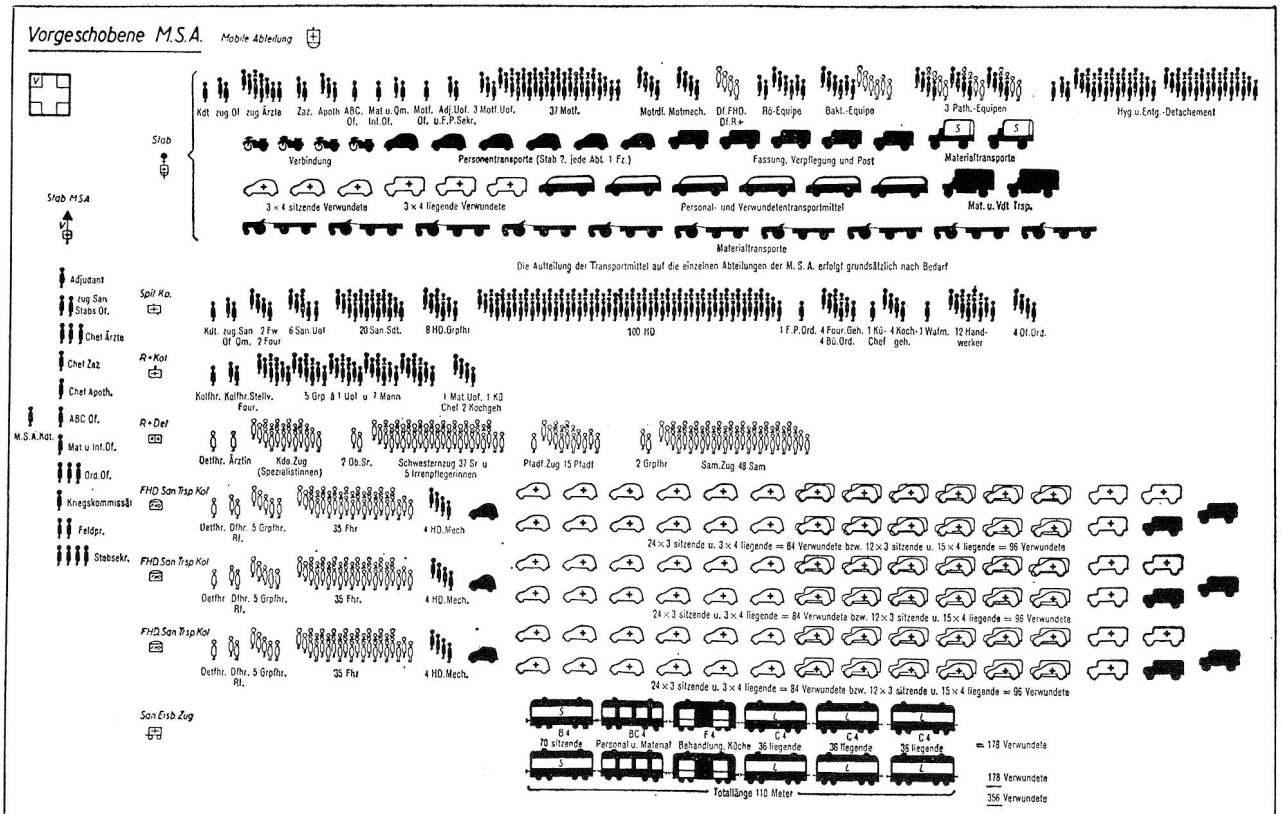 Vorgeschobene M.S.A. Mobile Abteilung
V
Kdt zug Of zug Ärzte Zaz. Apoth ABC. Of. Mat u. Inf. Of. Qm. Motf. Of. Adj. Uof. u. F.P. Sekr. 3 Motf. Uof. 37 Motf. Motrdf. Motmech. Df. FHD. Df. R.+ Rö-Equipe Bakt.-Equipe 3 Path.-Equipen Hyg u. Entg.-Detachement
Stab
S S
Verbindung Personentransporte (Stab 2, jede Abt. 1 Fz.) Fassung, Verpflegung und Post Materialtransporte
3 × 4 sitzende Verwundete 3 × 4 liegende Verwundete Personal- und Verwundetentransportmittel Mat. u. Vdt Trsp.
Materialtransporte
Die Aufteilung der Transportmittel auf die einzelnen Abteilungen der M. S. A. erfolgt grundsätzlich nach Bedarf
Stab MSA
V
Adjudant
zug San Stabs Of.
Chef Ärzte
Chef Zaz
Chef Apoth.
ABC Of.
M.S.A. Kdt.
Mat u Inf. Of.
Ord. Of.
Kriegskommissär
Feldpr.
Stabsekr.
Spit Kp.
Kdt. zug. San Of Qm. 2 Fw 2 Four 6 San. Uof 20 San. Sdt. 8 HD. Grpfhr 100 HD 1 F.P. Ord. 4 Four. Geh. 4 Bü. Ord. 1 Kü-Chef 4 Koch-geh. 1 Wafm. 12 Hand-werker 4 Of. Ord.
R+Kol
Kolfhr. Kolfhr. Stellv. Four. 5 Grp à 1 Uof u 7 Mann 1 Mat. Uof. 1 Kü Chef 2 Kochgeh
R+Det
Detfhr. Ärztin Kdo. Zug (Spezialistinnen) 2 Ob. Sr. Schwesternzug 37 Sr u 5 Irrenpflegerinnen Pfadf. Zug 15 Pfadf 2 Grpfhr Sam. Zug 48 Sam
FHD San Trsp Kol
Detfhr. Dfhr. Rf. 5 Grpfhr. 35 Fhr 4 HD. Mech
24 × 3 sitzende u. 3 × 4 liegende = 84 Verwundete bzw. 12 × 3 sitzende u. 15 × 4 liegende = 96 Verwundete
FHD. San Trsp Kol
Detfhr Dfhr. Rf. 5 Grpfhr. 35 Fhr. 4 HD. Mech.
24 × 3 sitzende u. 3 × 4 liegende = 84 Verwundete bzw. 12 × 3 sitzende u. 15 × 4 liegende = 96 Verwundete
FHD San Trsp Kol
Detfhr. Dfhr. Rf. 5 Grpfhr. 35 Fhr 4 HD. Mech.
24 × 3 sitzende u. 3 × 4 liegende = 84 Verwundete bzw. 12 × 3 sitzende u. 15 × 4 liegende = 96 Verwundete
San Eisb. Zug
S L L L
B 4 BC 4 F 4 C 4 C 4 C 4
70 sitzende Personal u. Material Behandlung. Küche 36 liegende 36 liegende 36 liegende = 178 Verwundete
S L L L
Totallänge 110 Meter
178 Verwundete
356 Verwundete